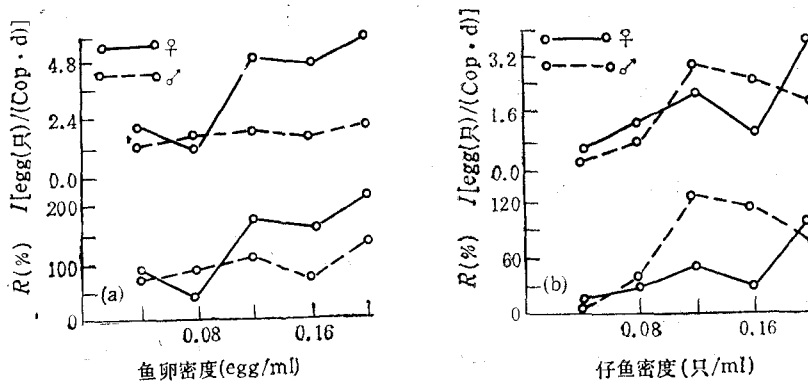 I[egg(只)/(Cop·d)]
4.8
2.4
0.0
♀
♂
R(%)
200
100
0
(a)
0.08
0.16
鱼卵密度(egg/ml)
I[egg(只)/(Cop·d)]
3.2
1.6
0.0
♀
♂
R(%)
120
60
0
(b)
0.08
0.16
仔鱼密度(只/ml)